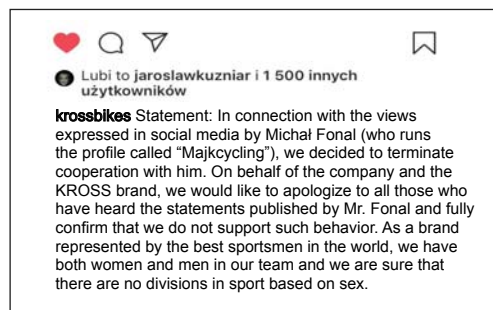 Lubi to jaroslawkuzniar i 1 500 innych
użytkowników
krossbikes Statement: In connection with the views
expressed in social media by Michał Fonal (who runs
the profile called “Majkcycling”), we decided to terminate
cooperation with him. On behalf of the company and the
KROSS brand, we would like to apologize to all those who
have heard the statements published by Mr. Fonal and fully
confirm that we do not support such behavior. As a brand
represented by the best sportsmen in the world, we have
both women and men in our team and we are sure that
there are no divisions in sport based on sex.